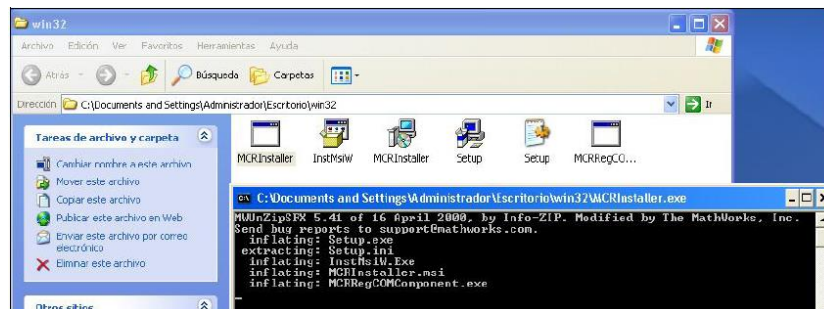 win32
Archivo Edición Ver Favoritos Herramientas Ayuda
Atrás Búsqueda Carpetas
Dirección C:\Documents and Settings\Administrador\Escritorio\win32 Ir
Tareas de archivo y carpeta
Cambiar nombre a este archivo
Mover este archivo
Copiar este archivo
Publicar este archivo en Web
Enviar este archivo por correo
electrónico
Eliminar este archivo
Otros sitios
MCRInstaller InstMsiW MCRInstaller Setup Setup MCRRegCO...
C:\Documents and Settings\Administrador\Escritorio\win32\MCRInstaller.exe
MWUnZipSFX 5.41 of 16 April 2000, by Info-ZIP. Modified by The MathWorks, Inc.
Send bug reports to support@mathworks.com.
inflating: Setup.exe
extracting: Setup.ini
inflating: InstMsiW.Exe
inflating: MCRInstaller.msi
inflating: MCRRegCOMComponent.exe